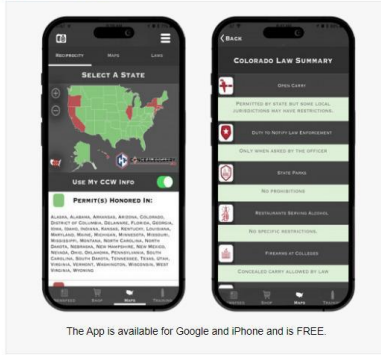 RECIPROCITY MAPS LAWS
SELECT A STATE
USE MY CCW INFO
PERMIT(S) HONORED IN:
ALASKA, ALABAMA, ARKANSAS, ARIZONA, COLORADO,
DISTRICT OF COLUMBIA, DELAWARE, FLORIDA, GEORGIA,
IOWA, IDAHO, INDIANA, KANSAS, KENTUCKY, LOUISIANA,
MARYLAND, MAINE, MICHIGAN, MINNESOTA, MISSOURI,
MISSISSIPPI, MONTANA, NORTH CAROLINA, NORTH
DAKOTA, NEBRASKA, NEW HAMPSHIRE, NEW MEXICO,
NEVADA, OHIO, OKLAHOMA, PENNSYLVANIA, SOUTH
CAROLINA, SOUTH DAKOTA, TENNESSEE, TEXAS, UTAH,
VIRGINIA, VERMONT, WASHINGTON, WISCONSIN, WEST
VIRGINIA, WYOMING
SHOP MAPS TRAINING
BACK
COLORADO LAW SUMMARY
OPEN CARRY
PERMITTED BY STATE BUT SOME LOCAL
JURISDICTIONS MAY HAVE RESTRICTIONS.
DUTY TO NOTIFY LAW ENFORCEMENT
ONLY WHEN ASKED BY THE OFFICER
STATE PARKS
NO PROHIBITIONS
RESTAURANTS SERVING ALCOHOL
NO SPECIFIC RESTRICTIONS.
FIREARMS AT COLLEGES
CONCEALED CARRY ALLOWED BY LAW
SHOP MAPS TRAINING
The App is available for Google and iPhone and is FREE.